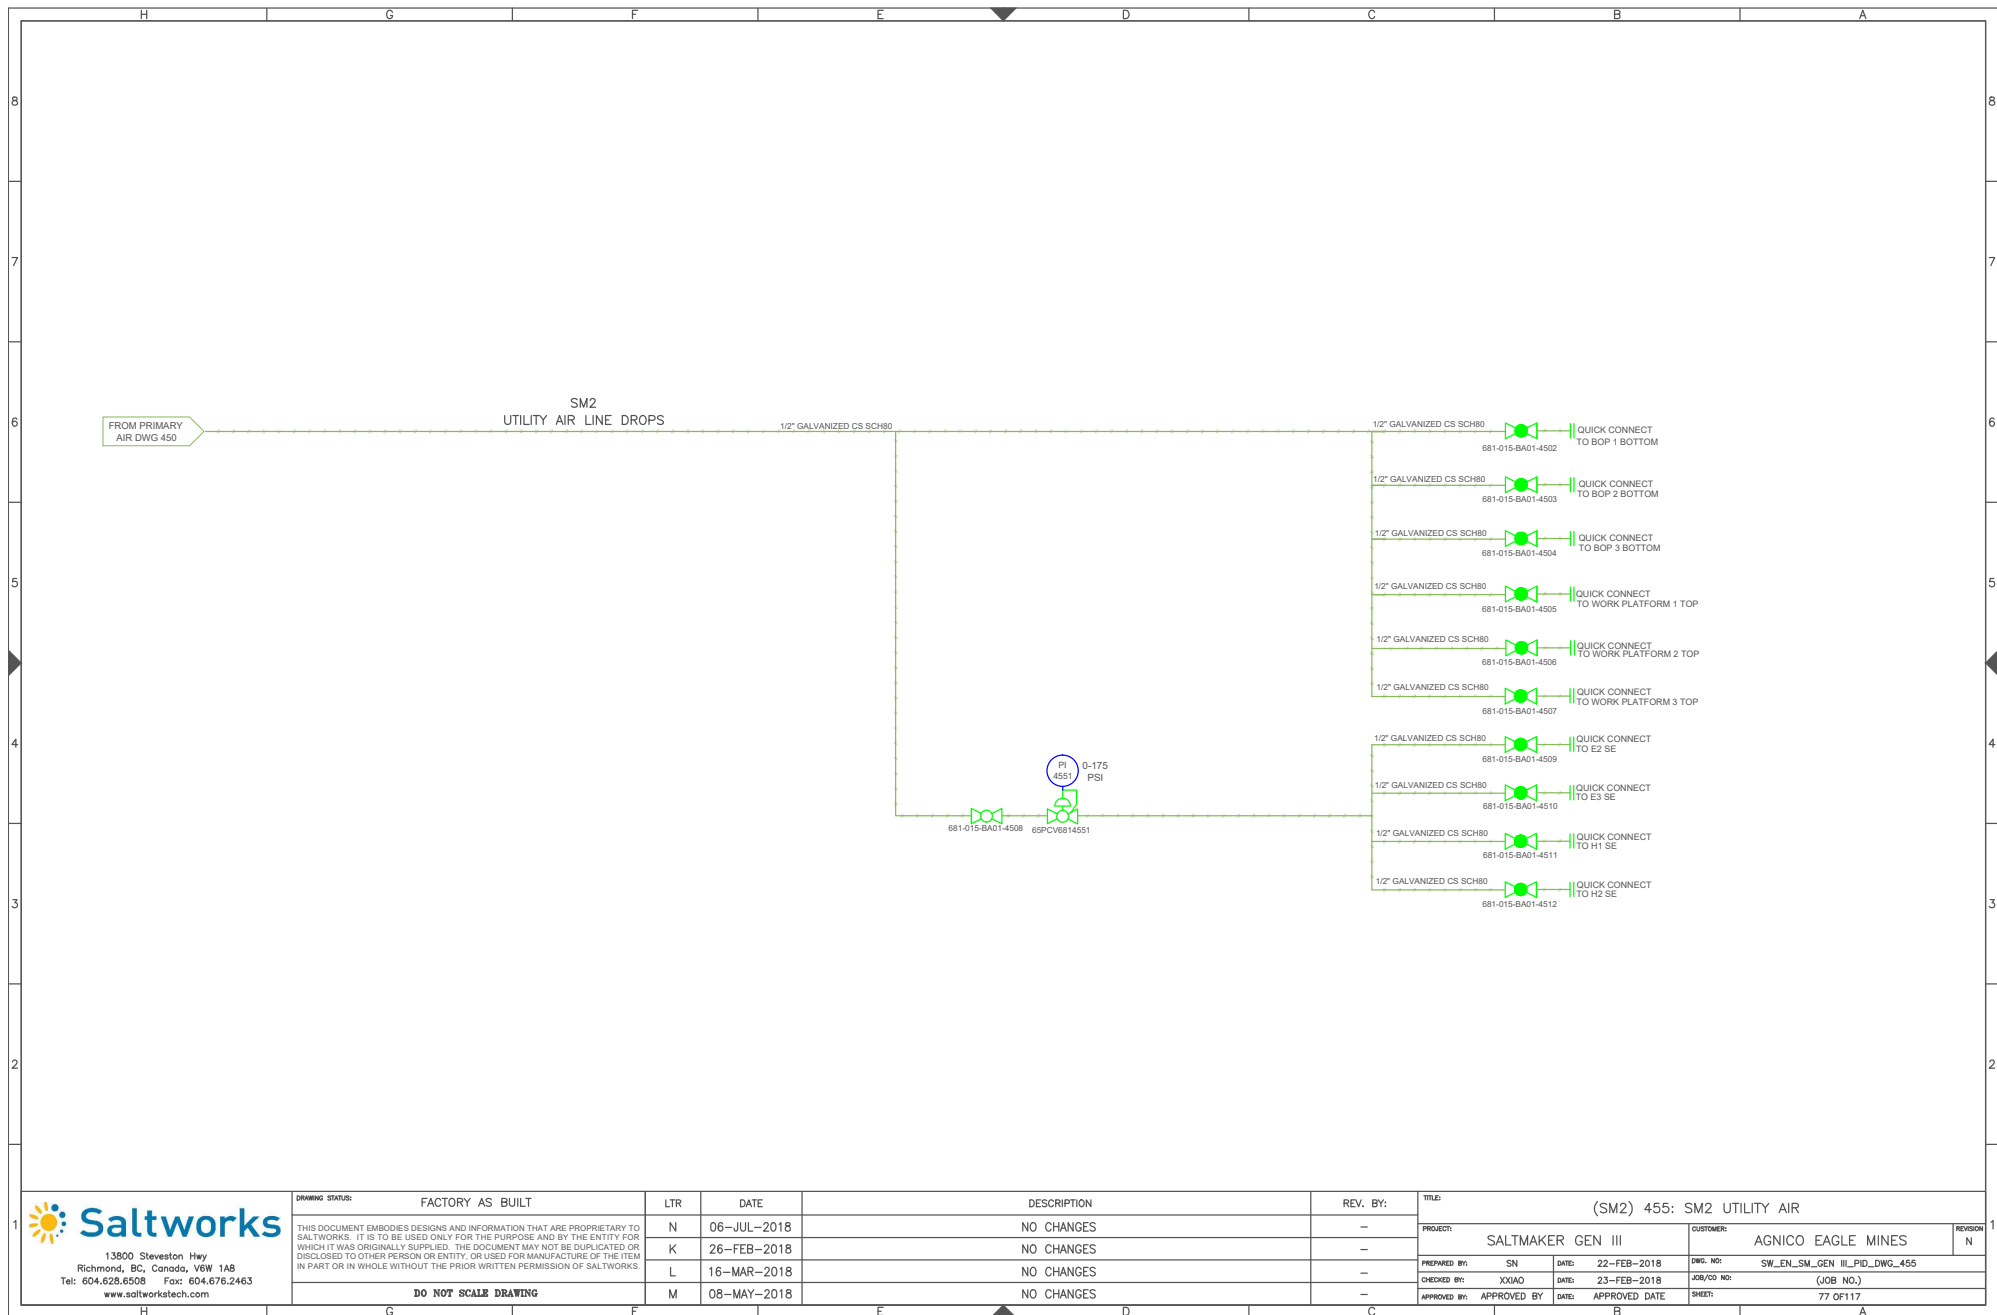 H G F E D C B A
8 8
7 7
6 6
5 5
4 4
3 3
2 2
1 1
SM2
UTILITY AIR LINE DROPS
FROM PRIMARY
AIR DWG 450
1/2" GALVANIZED CS SCH80
1/2" GALVANIZED CS SCH80
681-015-BA01-4502
QUICK CONNECT
TO BOP 1 BOTTOM
1/2" GALVANIZED CS SCH80
681-015-BA01-4503
QUICK CONNECT
TO BOP 2 BOTTOM
1/2" GALVANIZED CS SCH80
681-015-BA01-4504
QUICK CONNECT
TO BOP 3 BOTTOM
1/2" GALVANIZED CS SCH80
681-015-BA01-4505
QUICK CONNECT
TO WORK PLATFORM 1 TOP
1/2" GALVANIZED CS SCH80
681-015-BA01-4506
QUICK CONNECT
TO WORK PLATFORM 2 TOP
1/2" GALVANIZED CS SCH80
681-015-BA01-4507
QUICK CONNECT
TO WORK PLATFORM 3 TOP
1/2" GALVANIZED CS SCH80
681-015-BA01-4509
QUICK CONNECT
TO E2 SE
PI
4551
0-175
PSI
681-015-BA01-4508
65PCV6814551
1/2" GALVANIZED CS SCH80
681-015-BA01-4510
QUICK CONNECT
TO E3 SE
1/2" GALVANIZED CS SCH80
681-015-BA01-4511
QUICK CONNECT
TO H1 SE
1/2" GALVANIZED CS SCH80
681-015-BA01-4512
QUICK CONNECT
TO H2 SE
Saltworks
13800 Steveston Hwy
Richmond, BC, Canada, V6W 1A8
Tel: 604.628.6508 Fax: 604.676.2463
www.saltworkstech.com
DRAWING STATUS: FACTORY AS BUILT
THIS DOCUMENT EMBODIES DESIGNS AND INFORMATION THAT ARE PROPRIETARY TO
SALTWORKS. IT IS TO BE USED ONLY FOR THE PURPOSE AND BY THE ENTITY FOR
WHICH IT WAS ORIGINALLY SUPPLIED. THE DOCUMENT MAY NOT BE DUPLICATED OR
DISCLOSED TO OTHER PERSON OR ENTITY, OR USED FOR MANUFACTURE OF THE ITEM
IN PART OR IN WHOLE WITHOUT THE PRIOR WRITTEN PERMISSION OF SALTWORKS.
DO NOT SCALE DRAWING
LTR DATE DESCRIPTION REV. BY:
N 06-JUL-2018 NO CHANGES -
K 26-FEB-2018 NO CHANGES -
L 16-MAR-2018 NO CHANGES -
M 08-MAY-2018 NO CHANGES -
TITLE: (SM2) 455: SM2 UTILITY AIR
PROJECT: SALTMAKER GEN III
CUSTOMER: AGNICO EAGLE MINES
REVISION N
PREPARED BY: SN DATE: 22-FEB-2018 DWG. NO: SW_EN_SM_GEN III_PID_DWG_455
CHECKED BY: XXIAO DATE: 23-FEB-2018 JOB/CO NO: (JOB NO.)
APPROVED BY: APPROVED BY DATE: APPROVED DATE SHEET: 77 OF117
H G F E D C B A